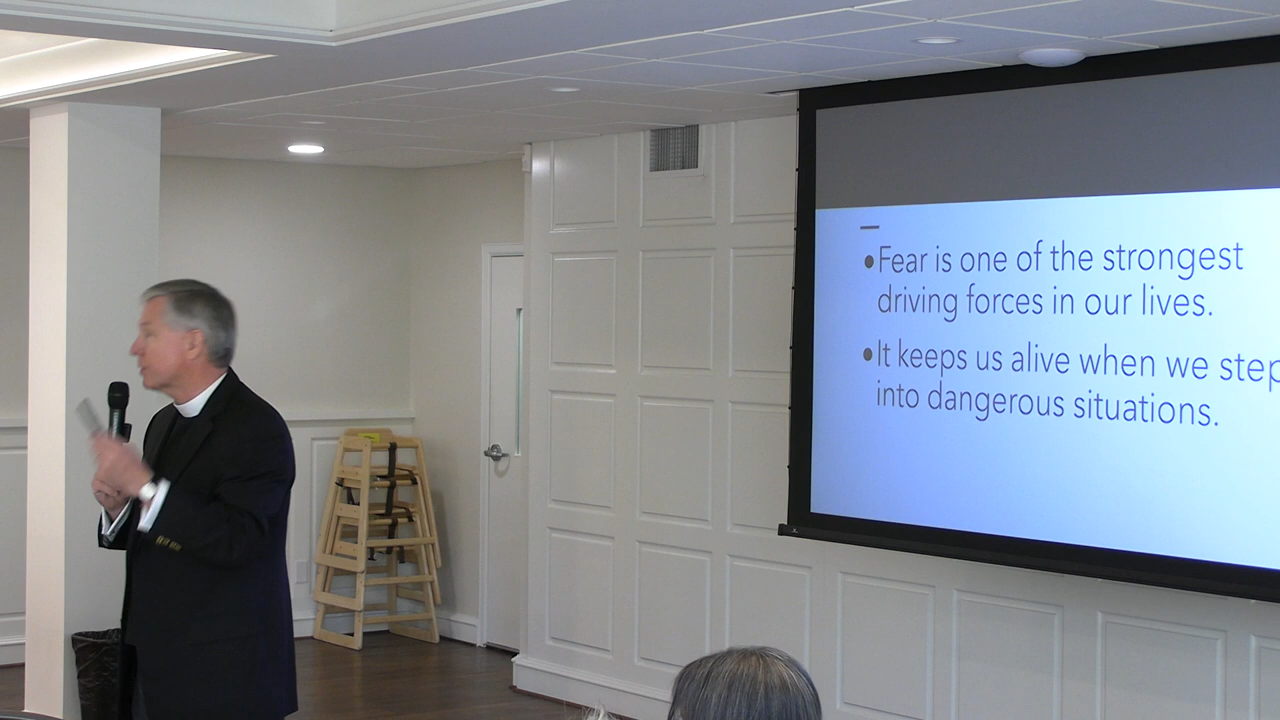 •Fear is one of the strongest
driving forces in our lives.
•It keeps us alive when we step
into dangerous situations.